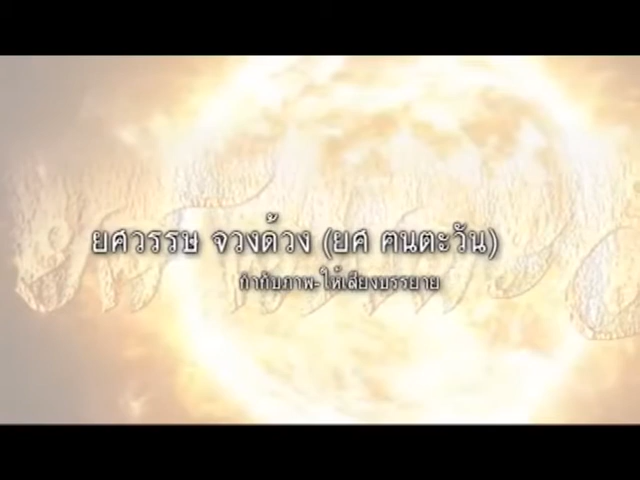 ยศวรรษ จวงด้วง (ยศ ฅนตะวัน)
กำกับภาพ-ให้เสียงบรรยาย